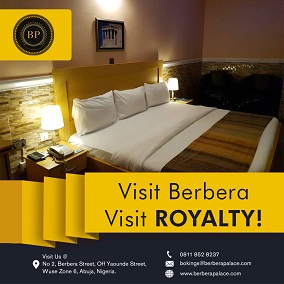 BP
Visit Berbera
Visit ROYALTY!
Visit Us @
No 2, Berbera Street, Off Yaounde Street,
Wuse Zone 6, Abuja, Nigeria.
0811 852 8237
bokings@berberapalace.com
www.berberapalace.com